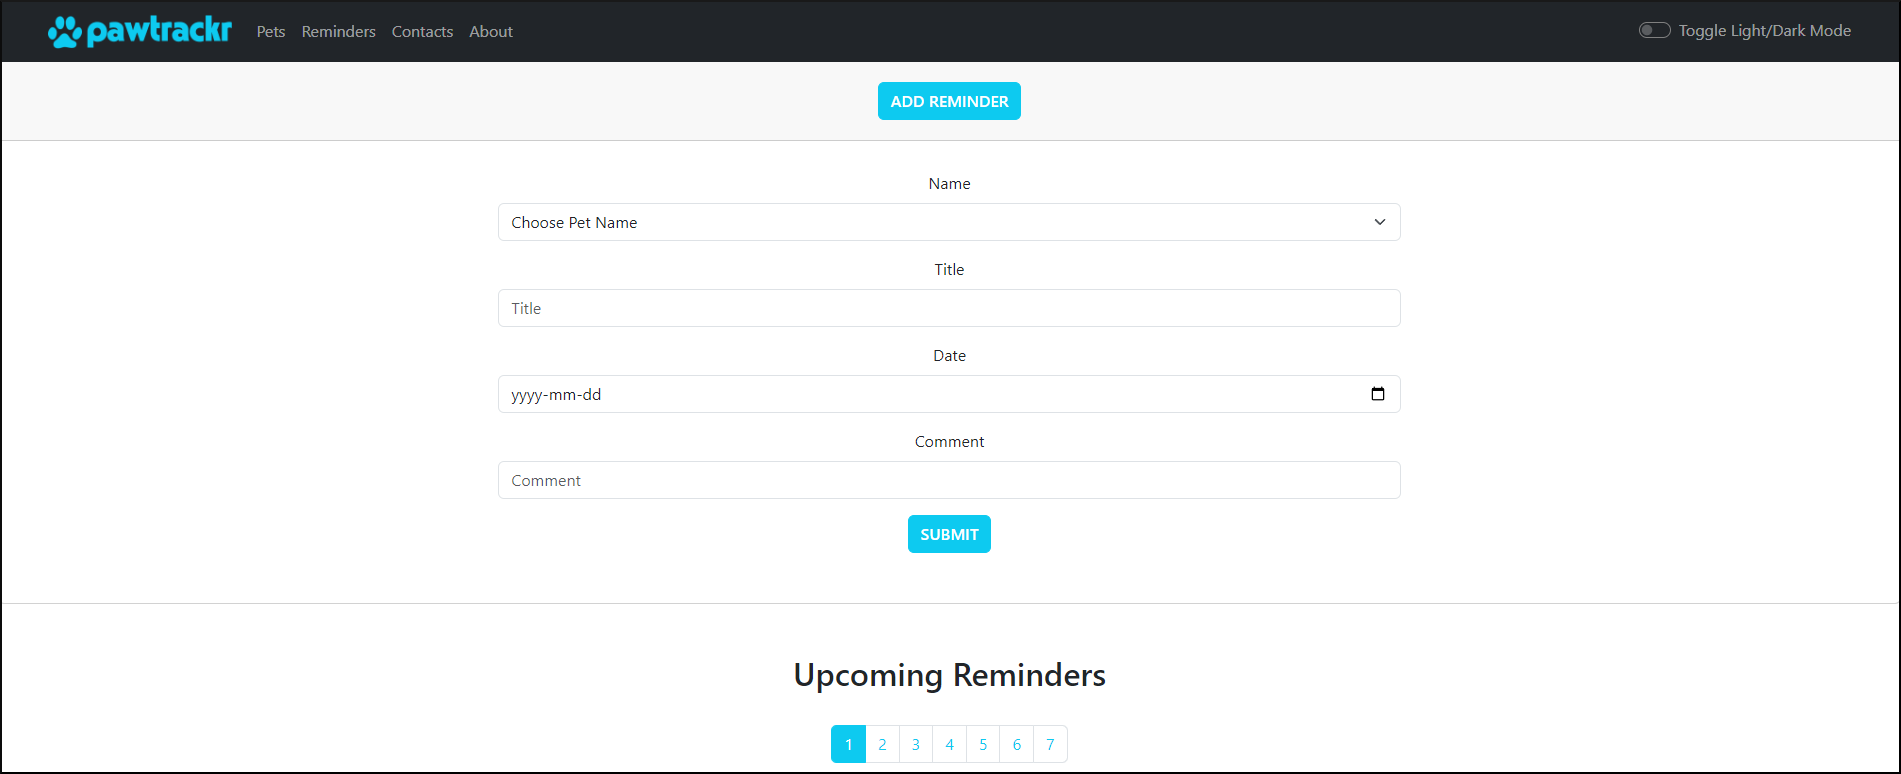 pawtrackr Pets Reminders Contacts About Toggle Light/Dark Mode
ADD REMINDER
Name
Choose Pet Name
Title
Title
Date
yyyy-mm-dd
Comment
Comment
SUBMIT
Upcoming Reminders
1 2 3 4 5 6 7